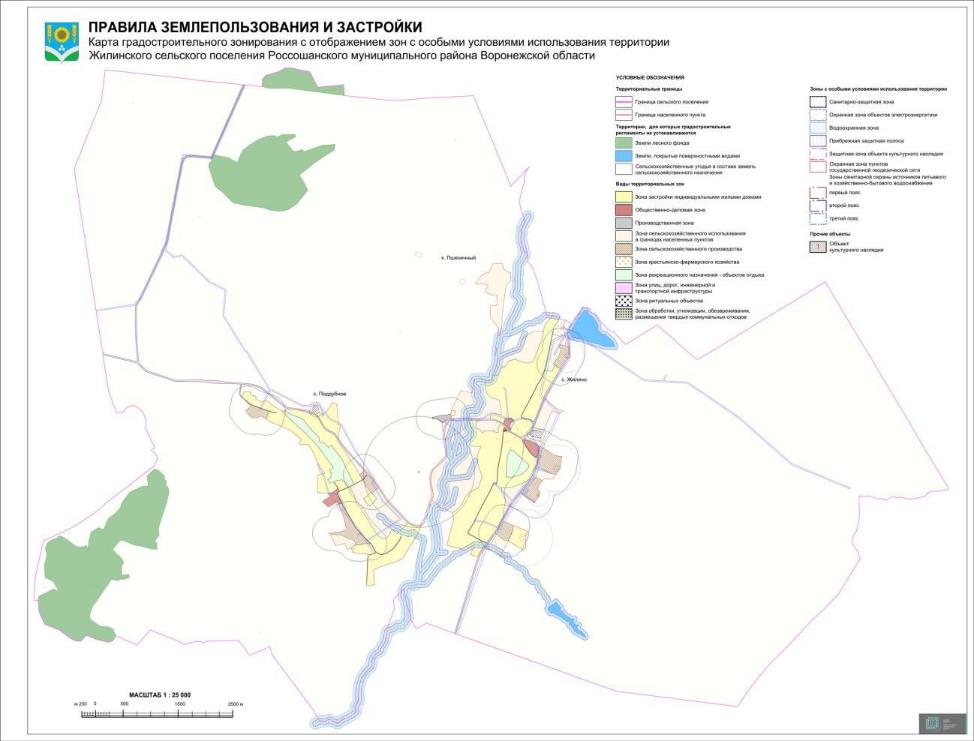 ПРАВИЛА ЗЕМЛЕПОЛЬЗОВАНИЯ И ЗАСТРОЙКИ
Карта градостроительного зонирования с отображением зон с особыми условиями использования территории
Жилинского сельского поселения Россошанского муниципального района Воронежской области
УСЛОВНЫЕ ОБОЗНАЧЕНИЯ
Территориальные границы
Граница сельского поселения
Граница населенного пункта
Территории, для которых градостроительные
регламенты не устанавливаются
Земли лесного фонда
Земли, покрытые поверхностными водами
Сельскохозяйственные угодья в составе земель
сельскохозяйственного назначения
Виды территориальных зон
Зона застройки индивидуальными жилыми домами
Общественно-деловая зона
Производственная зона
Зона сельскохозяйственного использования
в границах населенных пунктов
Зона сельскохозяйственного производства
Зона крестьянско-фермерского хозяйства
Зона рекреационного назначения - объектов отдыха
Зона улиц, дорог, инженерной и
транспортной инфраструктуры
Зона ритуальных объектов
Зона обработки, утилизации, обезвреживания,
размещения твердых коммунальных отходов
Зоны с особыми условиями использования территории
Санитарно-защитная зона
Охранная зона объектов электроэнергетики
Водоохранная зона
Прибрежная защитная полоса
Защитная зона объекта культурного наследия
Охранная зона пунктов
государственной геодезической сети
Зоны санитарной охраны источников питьевого
и хозяйственно-бытового водоснабжения
первый пояс
второй пояс
третий пояс
Прочие объекты
1 Объект
культурного наследия
х. Пшеничный
с. Поддубное
с. Жилино
МАСШТАБ 1 : 25 000
м 250 0 500 1500 2500 м